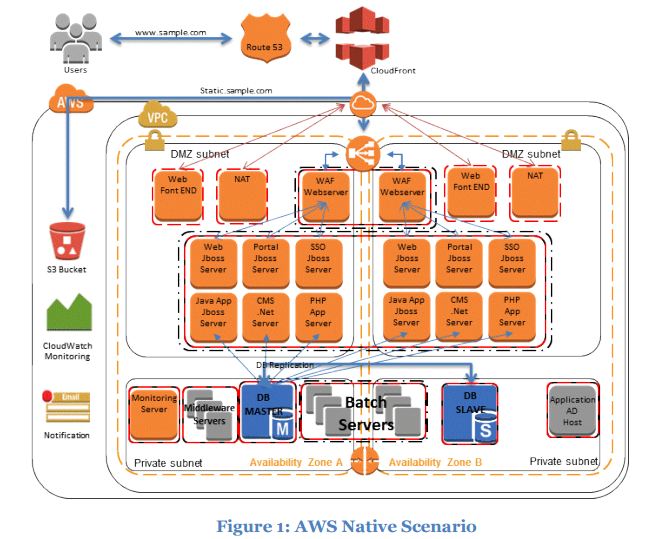 www.sample.com
Route 53
Users
CloudFront
Static.sample.com
AWS
VPC
DMZ subnet
DMZ subnet
Web
Font END
NAT
WAF
Webserver
WAF
Webserver
Web
Font END
NAT
Web
Jboss
Server
Portal
Jboss
Server
SSO
Jboss
Server
Web
Jboss
Server
Portal
Jboss
Server
SSO
Jboss
Server
S3 Bucket
Java App
Jboss
Server
CMS
.Net
Server
PHP
App
Server
Java App
Jboss
Server
CMS
.Net
Server
PHP
App
Server
CloudWatch
Monitoring
DB Replication
Email
Notification
Monitoring
Server
Middleware
Servers
DB
MASTER
M
Batch
Servers
DB
SLAVE
S
Application
AD
Host
Private subnet
Availability Zone A
Availability Zone B
Private subnet
Figure 1: AWS Native Scenario